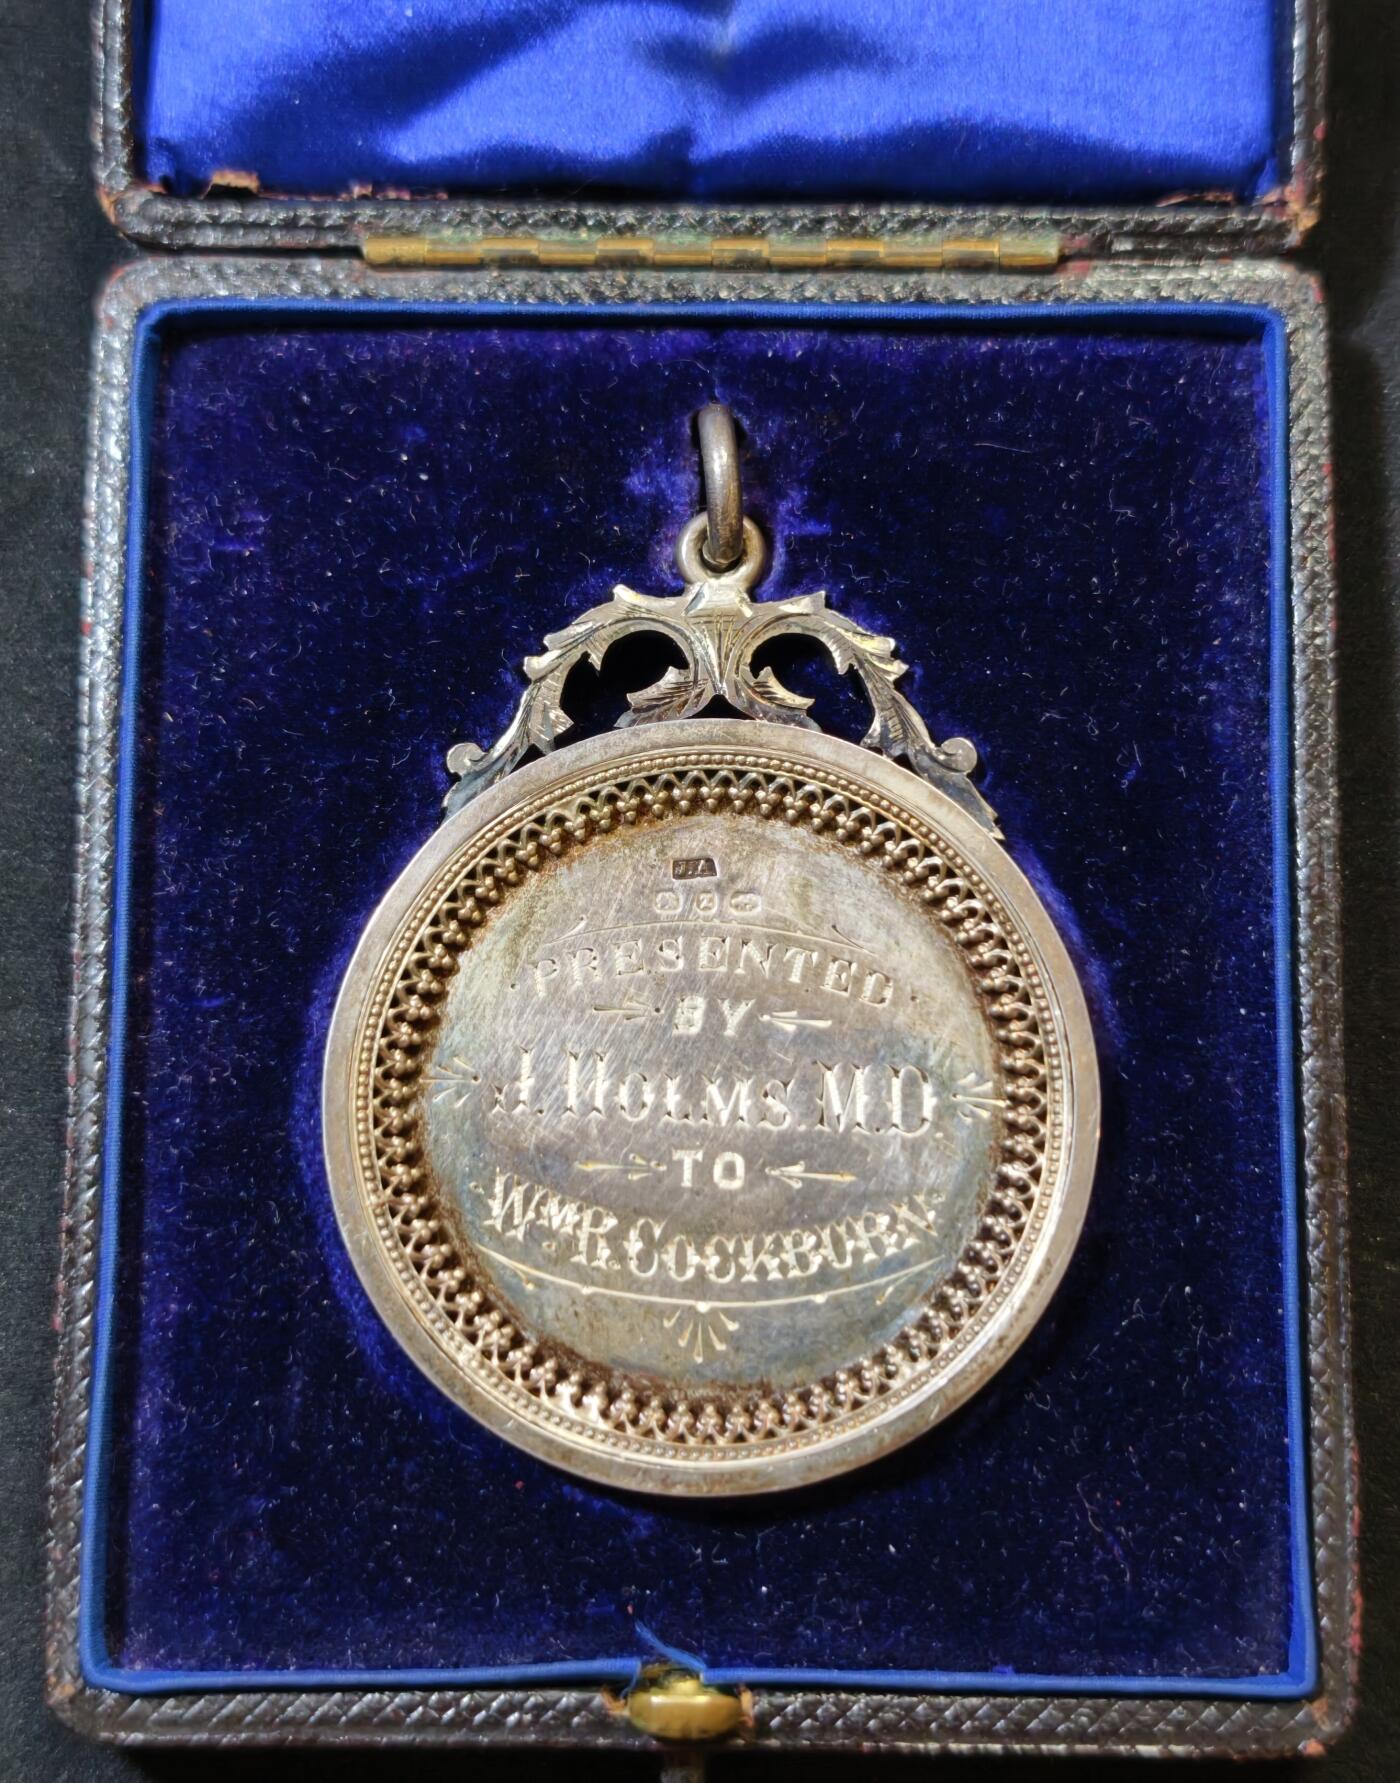 PRESENTED
BY
J. HOLMS. M.D.
TO
WM R. COCKBURN